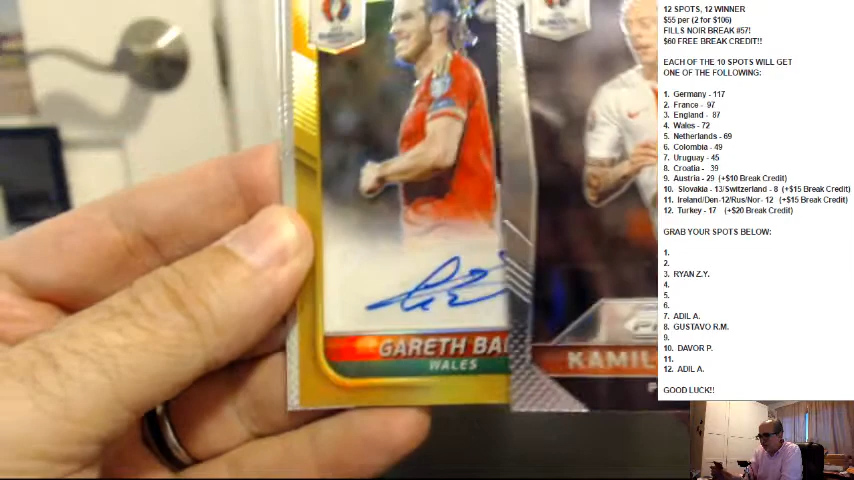 GARETH BA
WALES
KAMIL
P
12 SPOTS, 12 WINNER
$55 per (2 for $106)
FILLS NOIR BREAK #57!
$60 FREE BREAK CREDIT!!
EACH OF THE 10 SPOTS WILL GET
ONE OF THE FOLLOWING:
1. Germany - 117
2. France - 97
3. England - 87
4. Wales - 72
5. Netherlands - 69
6. Colombia - 49
7. Uruguay - 45
8. Croatia - 39
9. Austria - 29 (+$10 Break Credit)
10. Slovakia - 13/Switzerland - 8 (+$15 Break Credit)
11. Ireland/Den-12/Rus/Nor- 12 (+$15 Break Credit)
12. Turkey - 17 (+$20 Break Credit)
GRAB YOUR SPOTS BELOW:
1.
2.
3. RYAN Z.Y.
4.
5.
6.
7. ADIL A.
8. GUSTAVO R.M.
9.
10. DAVOR P.
11.
12. ADIL A.
GOOD LUCK!!